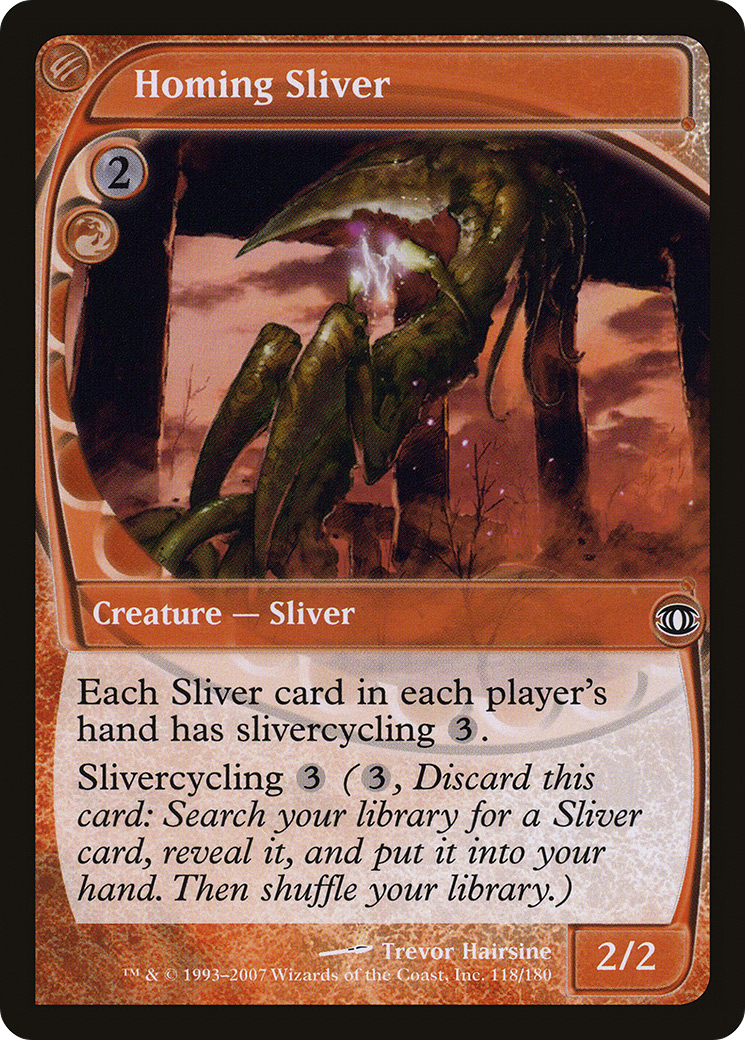 Homing Sliver
2
Creature — Sliver
Each Sliver card in each player's
hand has slivercycling 3.
Slivercycling 3 (3, Discard this
card: Search your library for a Sliver
card, reveal it, and put it into your
hand. Then shuffle your library.)
Trevor Hairsine
™ & © 1993–2007 Wizards of the Coast, Inc. 118/180
2/2